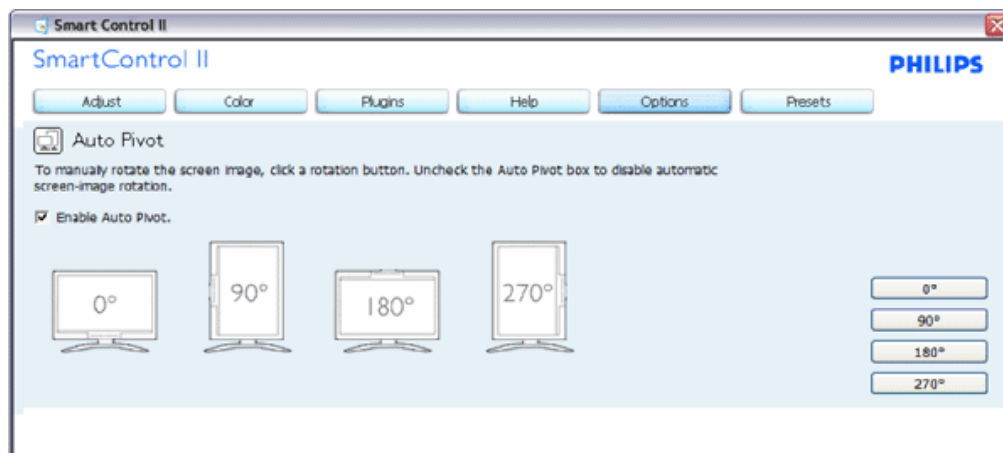 Smart Control II
SmartControl II
PHILIPS
Adjust Color Plugins Help Options Presets
Auto Pivot
To manually rotate the screen image, click a rotation button. Uncheck the Auto Pivot box to disable automatic
screen-image rotation.
Enable Auto Pivot.
0° 90° 180° 270°
0°
90°
180°
270°